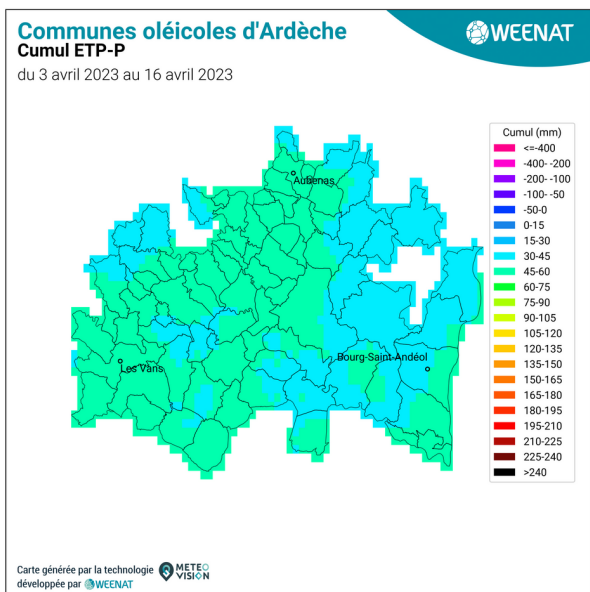 Communes oléicoles d'Ardèche
Cumul ETP-P
du 3 avril 2023 au 16 avril 2023
WEENAT
Aubenas
Les Vans
Bourg-Saint-Andéol
Cumul (mm)
<=-400
-400- -200
-200- -100
-100- -50
-50-0
0-15
15-30
30-45
45-60
60-75
75-90
90-105
105-120
120-135
135-150
150-165
165-180
180-195
195-210
210-225
225-240
>240
Carte générée par la technologie METEO VISION
développée par WEENAT